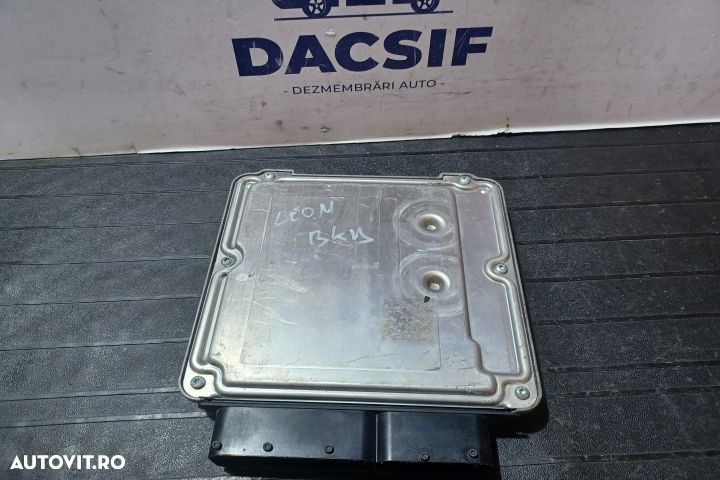 DACSIF
- DEZMEMBRĂRI AUTO -
LEON
BKD
AUTOVIT.RO